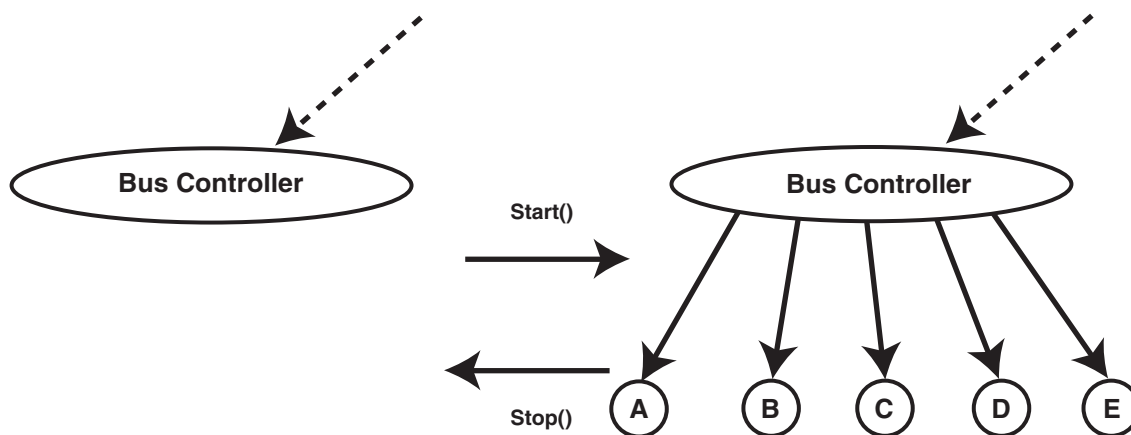 Bus Controller
Bus Controller
Start()
Stop()
A
B
C
D
E